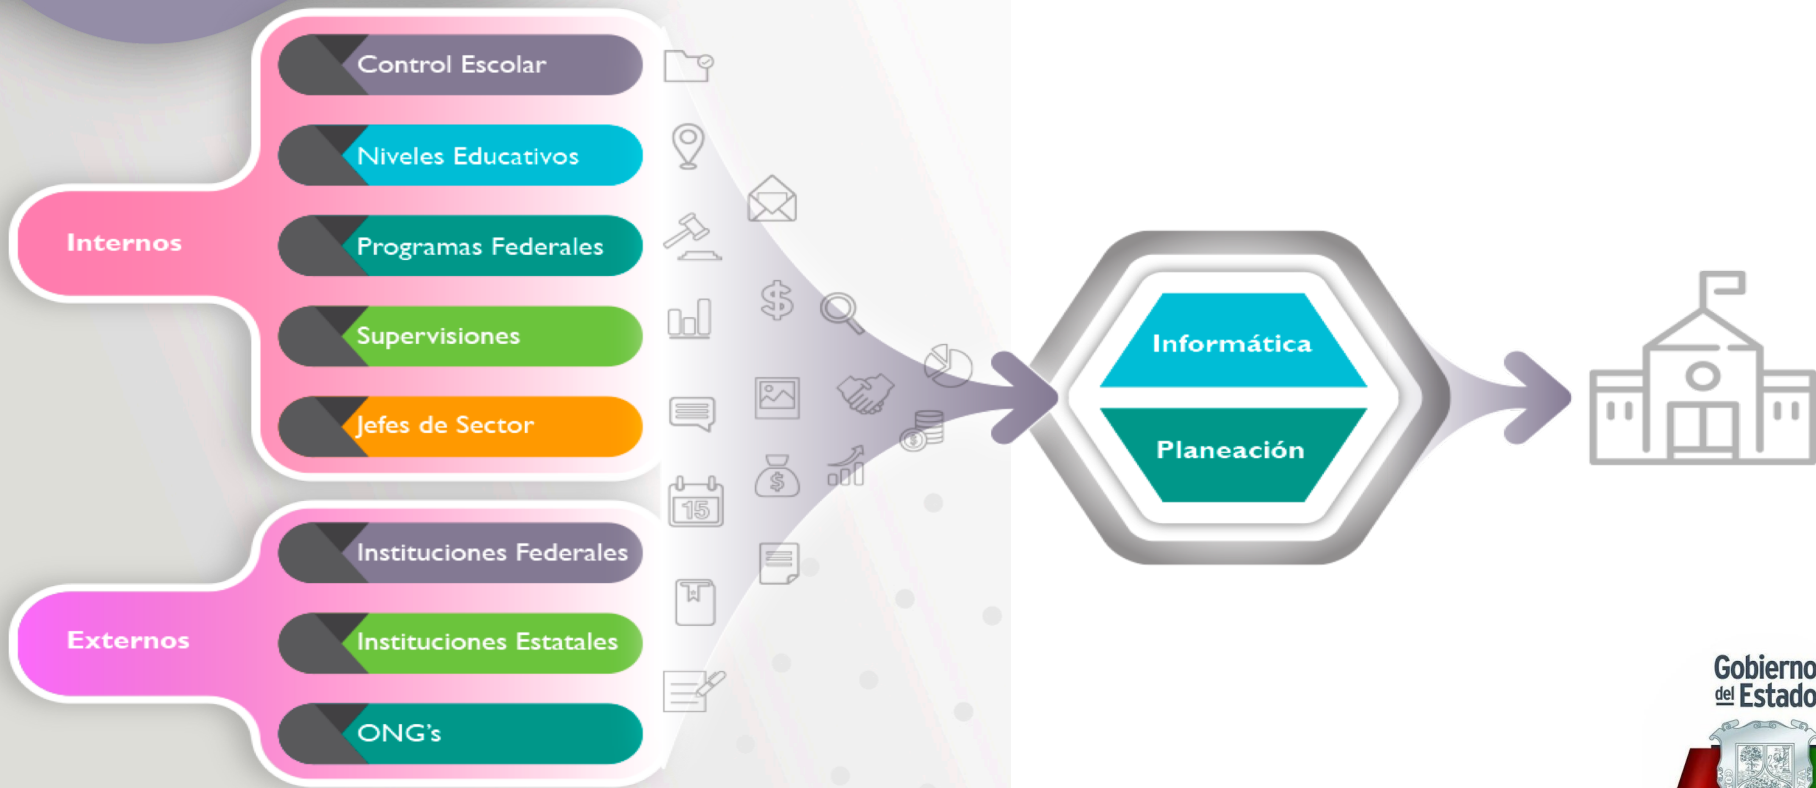 Internos
Control Escolar
Niveles Educativos
Programas Federales
Supervisiones
Jefes de Sector
Externos
Instituciones Federales
Instituciones Estatales
ONG's
$
$
$
15
Informática
Planeación
Gobierno
del Estado